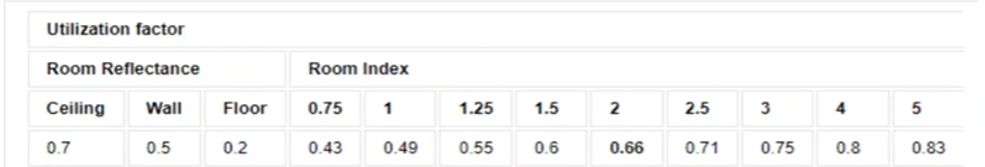 Utilization factor
Room Reflectance Room Index
Ceiling Wall Floor 0.75 1 1.25 1.5 2 2.5 3 4 5
0.7 0.5 0.2 0.43 0.49 0.55 0.6 0.66 0.71 0.75 0.8 0.83